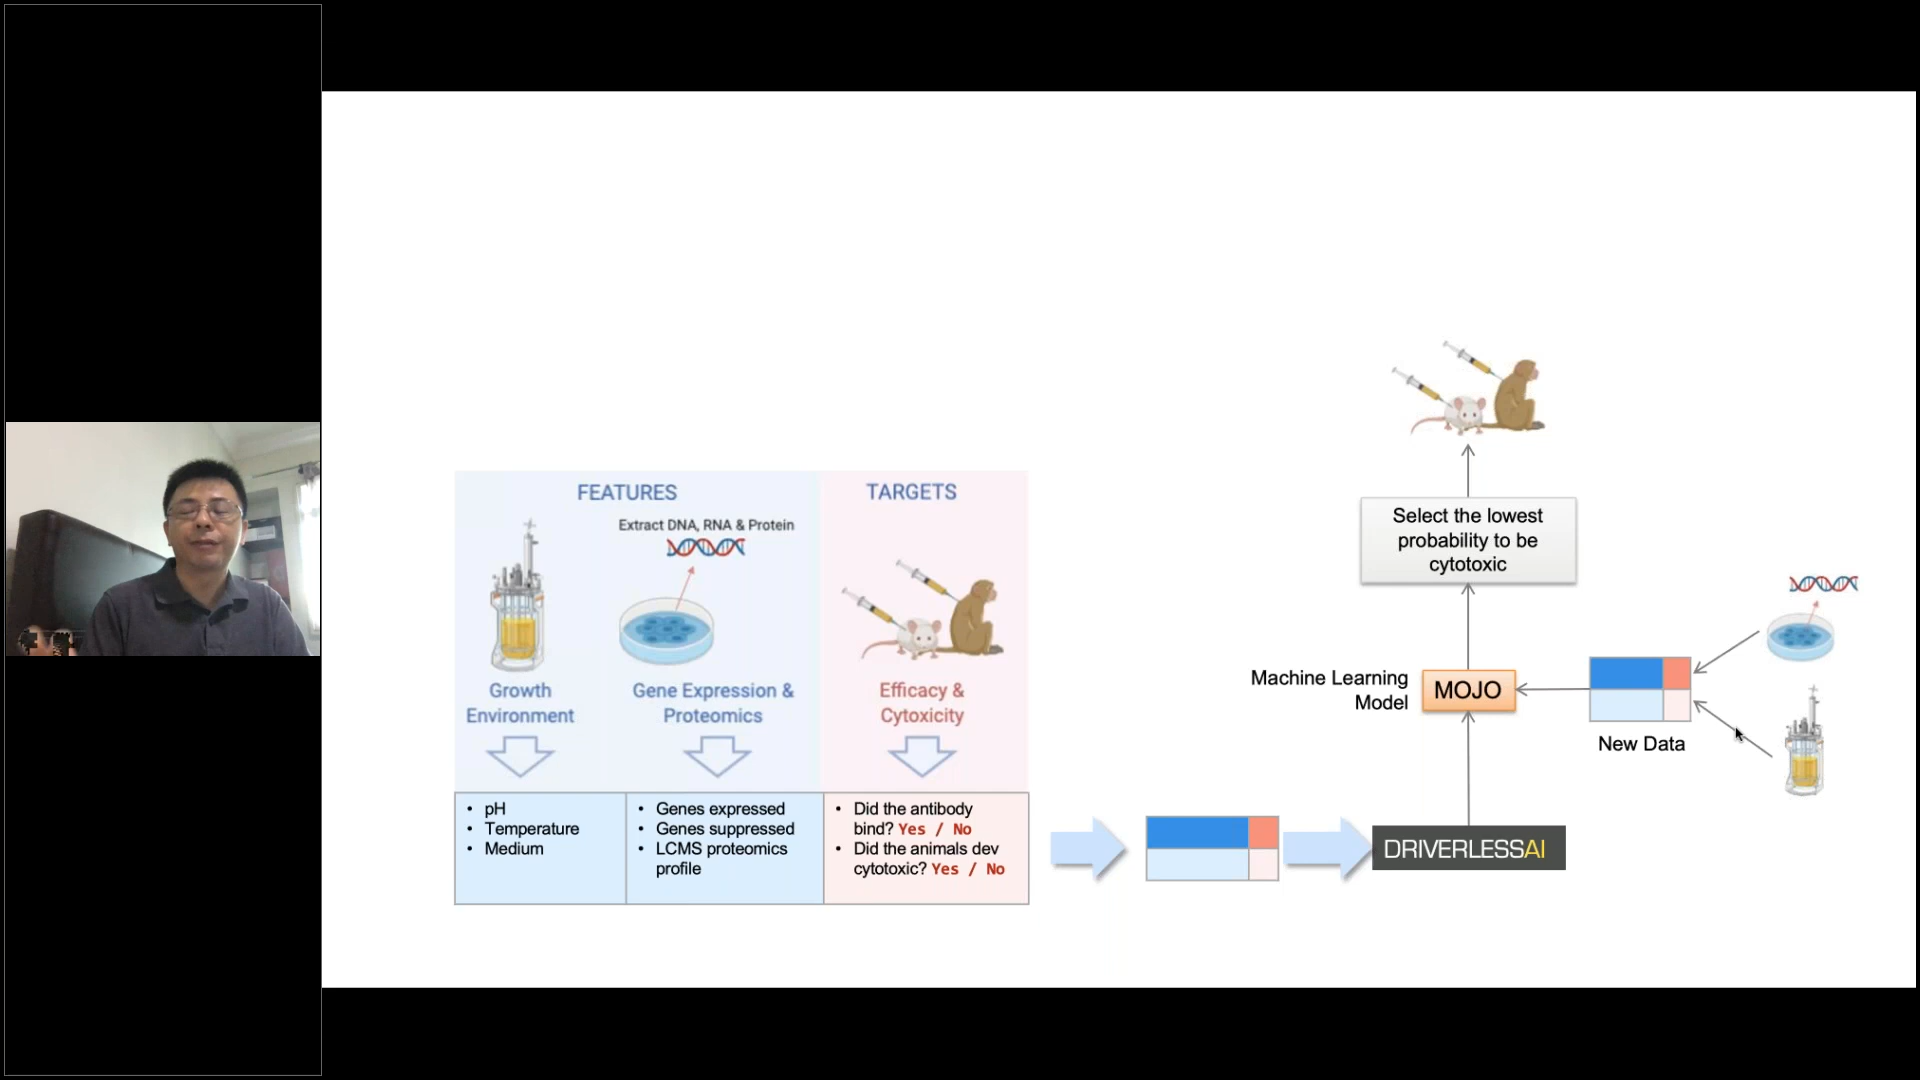 FEATURES
TARGETS
Extract DNA, RNA & Protein
Growth
Environment
Gene Expression &
Proteomics
Efficacy &
Cytoxicity
• pH
• Temperature
• Medium
• Genes expressed
• Genes suppressed
• LCMS proteomics
profile
• Did the antibody
bind? Yes / No
• Did the animals dev
cytotoxic? Yes / No
Select the lowest
probability to be
cytotoxic
Machine Learning
Model
MOJO
New Data
DRIVERLESSAI